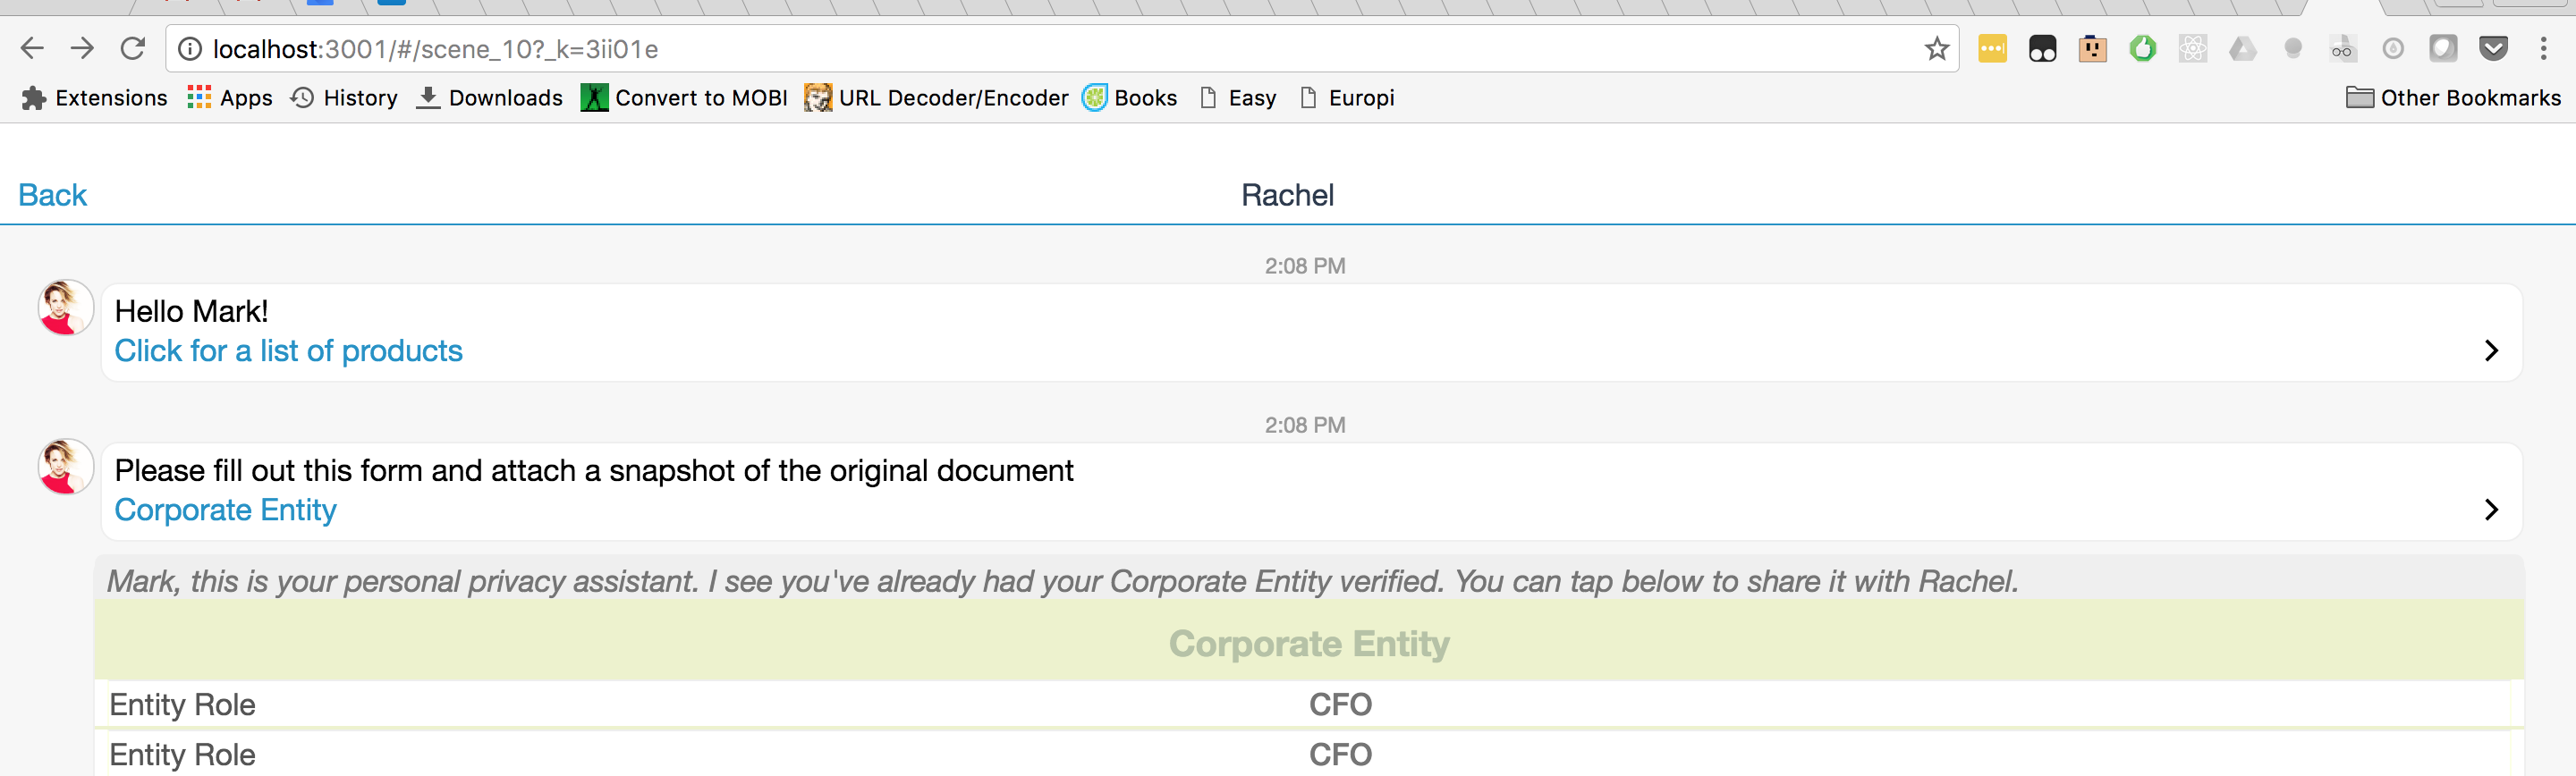 localhost:3001/#/scene_10?_k=3ii01e
Extensions Apps History Downloads Convert to MOBI URL Decoder/Encoder Books Easy Europi Other Bookmarks
Back Rachel
2:08 PM
Hello Mark!
Click for a list of products
2:08 PM
Please fill out this form and attach a snapshot of the original document
Corporate Entity
Mark, this is your personal privacy assistant. I see you've already had your Corporate Entity verified. You can tap below to share it with Rachel.
Corporate Entity
Entity Role CFO
Entity Role CFO